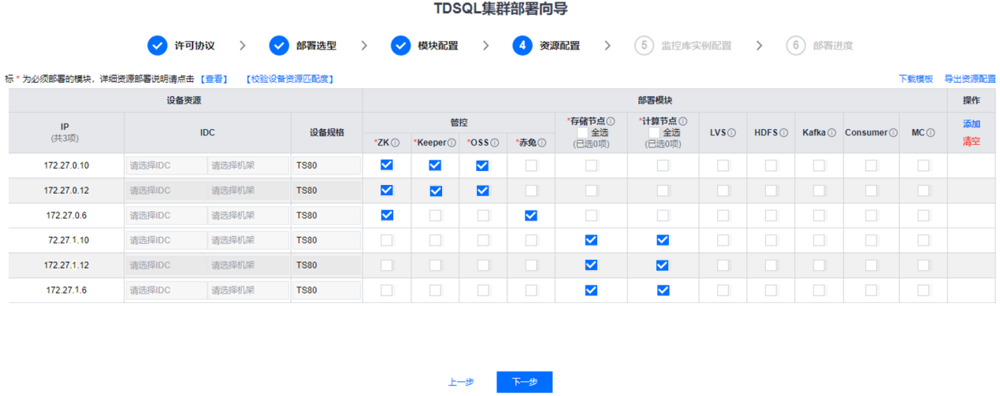 TDSQL集群部署向导
许可协议 部署选型 模块配置 4 资源配置 5 监控库实例配置 6 部署进度
标 * 为必须部署的模块，详细资源部署说明请点击 【查看】 【校验设备资源匹配度】 下载模板 导出资源配置
设备资源 部署模块 操作
IP (共3项) IDC 设备规格 管控 *存储节点 全选 (已选0项) *计算节点 全选 (已选0项) LVS HDFS Kafka Consumer MC 添加 清空
*ZK *Keeper *OSS *赤兔
172.27.0.10 请选择IDC 请选择机架 TS80
172.27.0.12 请选择IDC 请选择机架 TS80
172.27.0.6 请选择IDC 请选择机架 TS80
72.27.1.10 请选择IDC 请选择机架 TS80
172.27.1.12 请选择IDC 请选择机架 TS80
172.27.1.6 请选择IDC 请选择机架 TS80
上一步 下一步